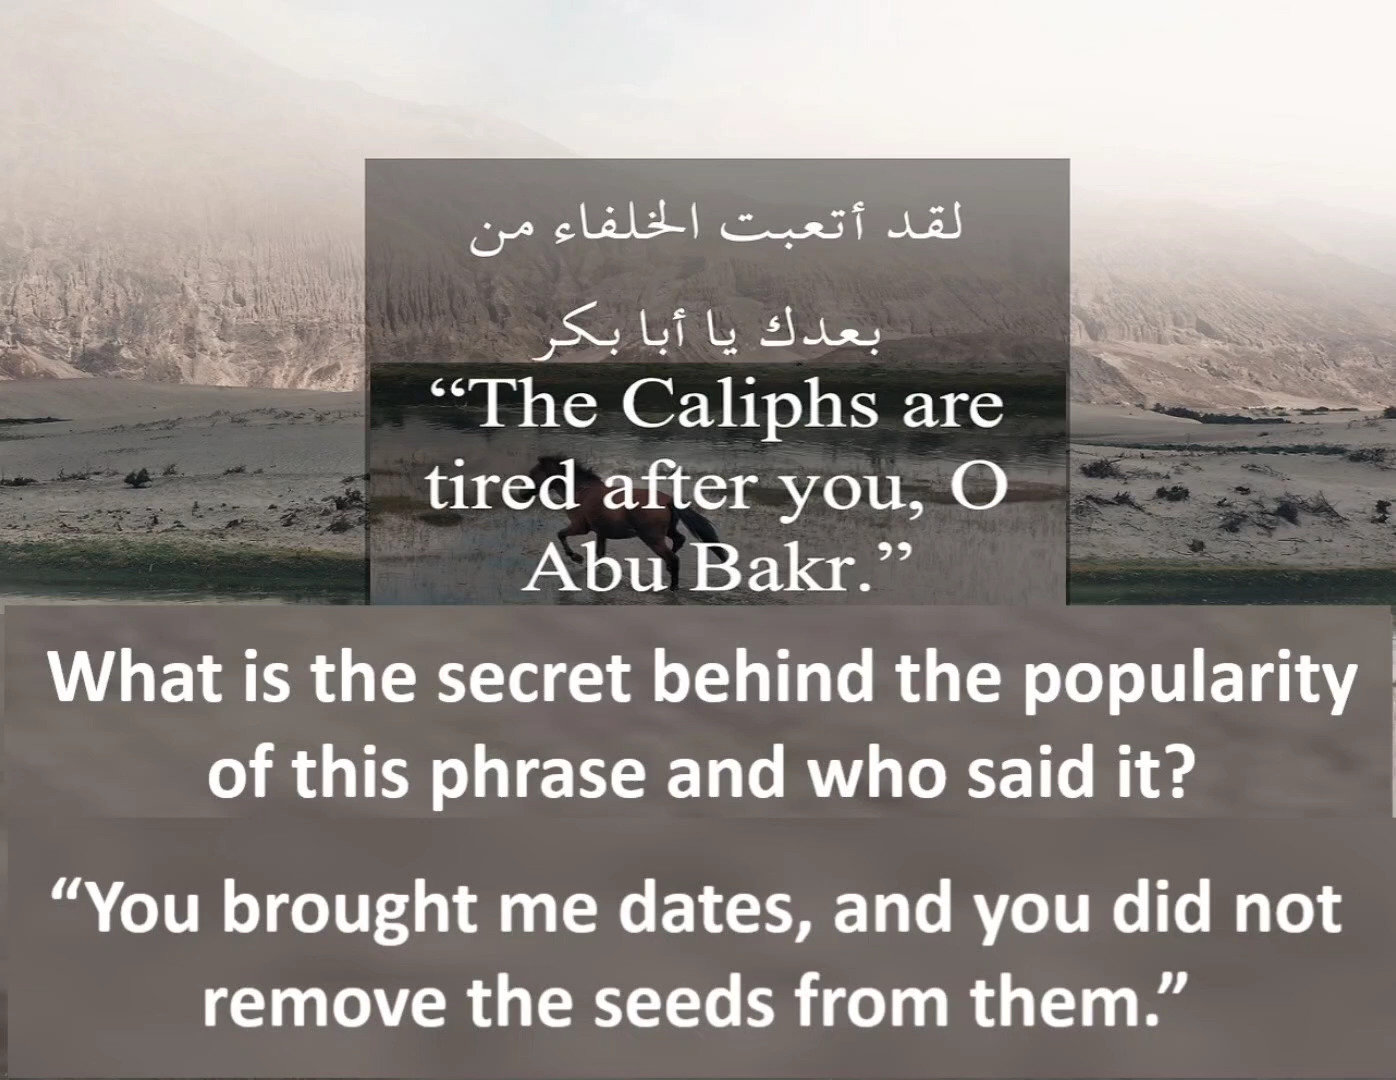 لقد أتعبت الخلفاء من
بعدك يا أبا بكر
“The Caliphs are
tired after you, O
Abu Bakr.”
What is the secret behind the popularity
of this phrase and who said it?
“You brought me dates, and you did not
remove the seeds from them.”